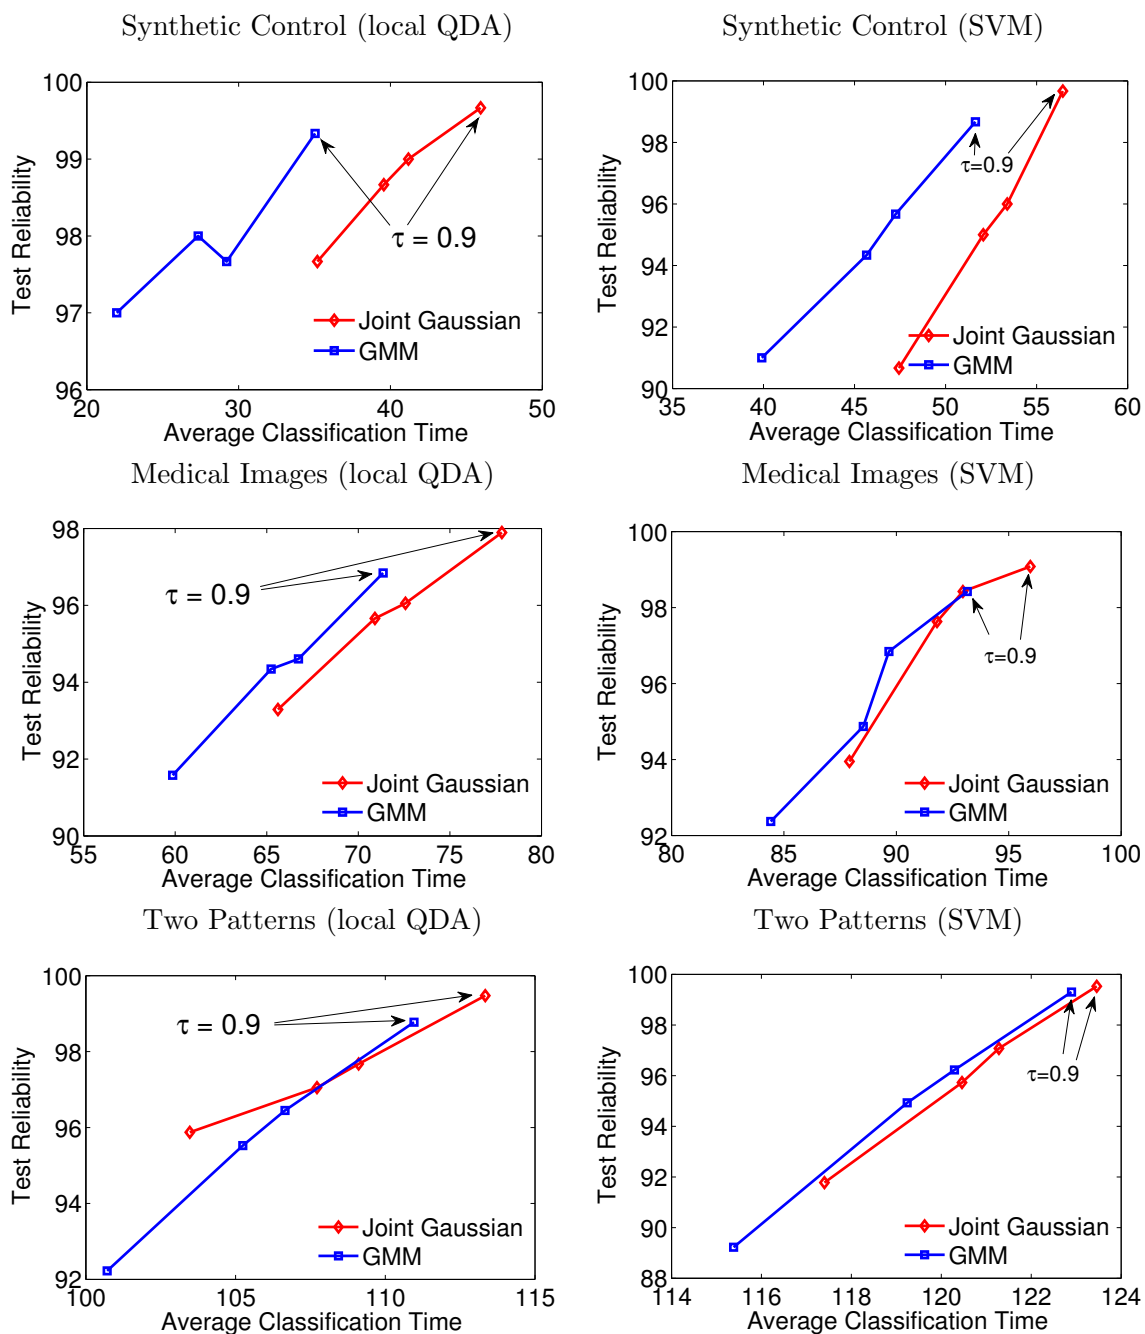 Synthetic Control (local QDA)
100
99
98
97
96
20
30
40
50
Test Reliability
Average Classification Time
τ = 0.9
Joint Gaussian
GMM
Synthetic Control (SVM)
100
98
96
94
92
90
35
40
45
50
55
60
Test Reliability
Average Classification Time
τ=0.9
Joint Gaussian
GMM
Medical Images (local QDA)
98
96
94
92
90
55
60
65
70
75
80
Test Reliability
Average Classification Time
τ = 0.9
Joint Gaussian
GMM
Medical Images (SVM)
100
98
96
94
92
80
85
90
95
100
Test Reliability
Average Classification Time
τ=0.9
Joint Gaussian
GMM
Two Patterns (local QDA)
100
98
96
94
92
100
105
110
115
Test Reliability
Average Classification Time
τ = 0.9
Joint Gaussian
GMM
Two Patterns (SVM)
100
98
96
94
92
90
88
114
116
118
120
122
124
Test Reliability
Average Classification Time
τ=0.9
Joint Gaussian
GMM